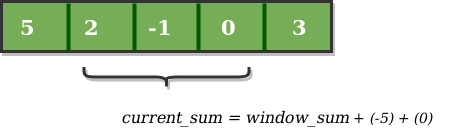 5 2 -1 0 3
current_sum = window_sum + (-5) + (0)